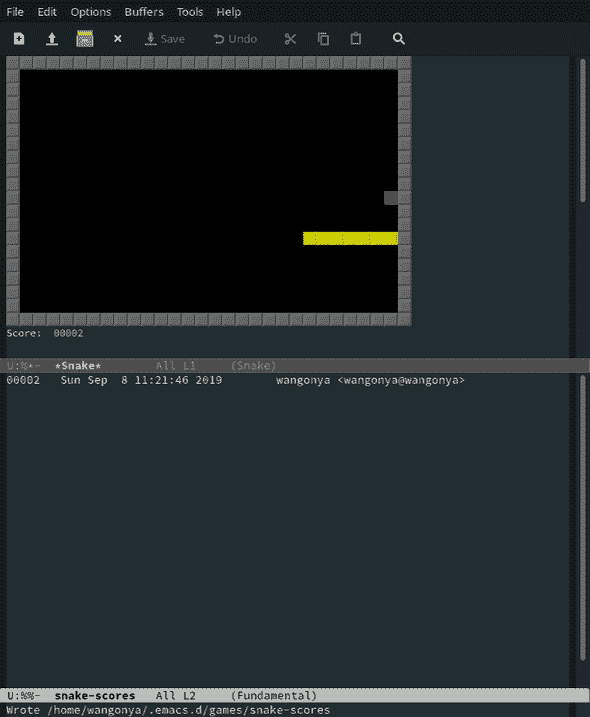 File Edit Options Buffers Tools Help
Save Undo
Score: 00002
U:%*- *Snake* All L1 (Snake)
00002 Sun Sep 8 11:21:46 2019 wangonya <wangonya@wangonya>
U:%%- snake-scores All L2 (Fundamental)
Wrote /home/wangonya/.emacs.d/games/snake-scores